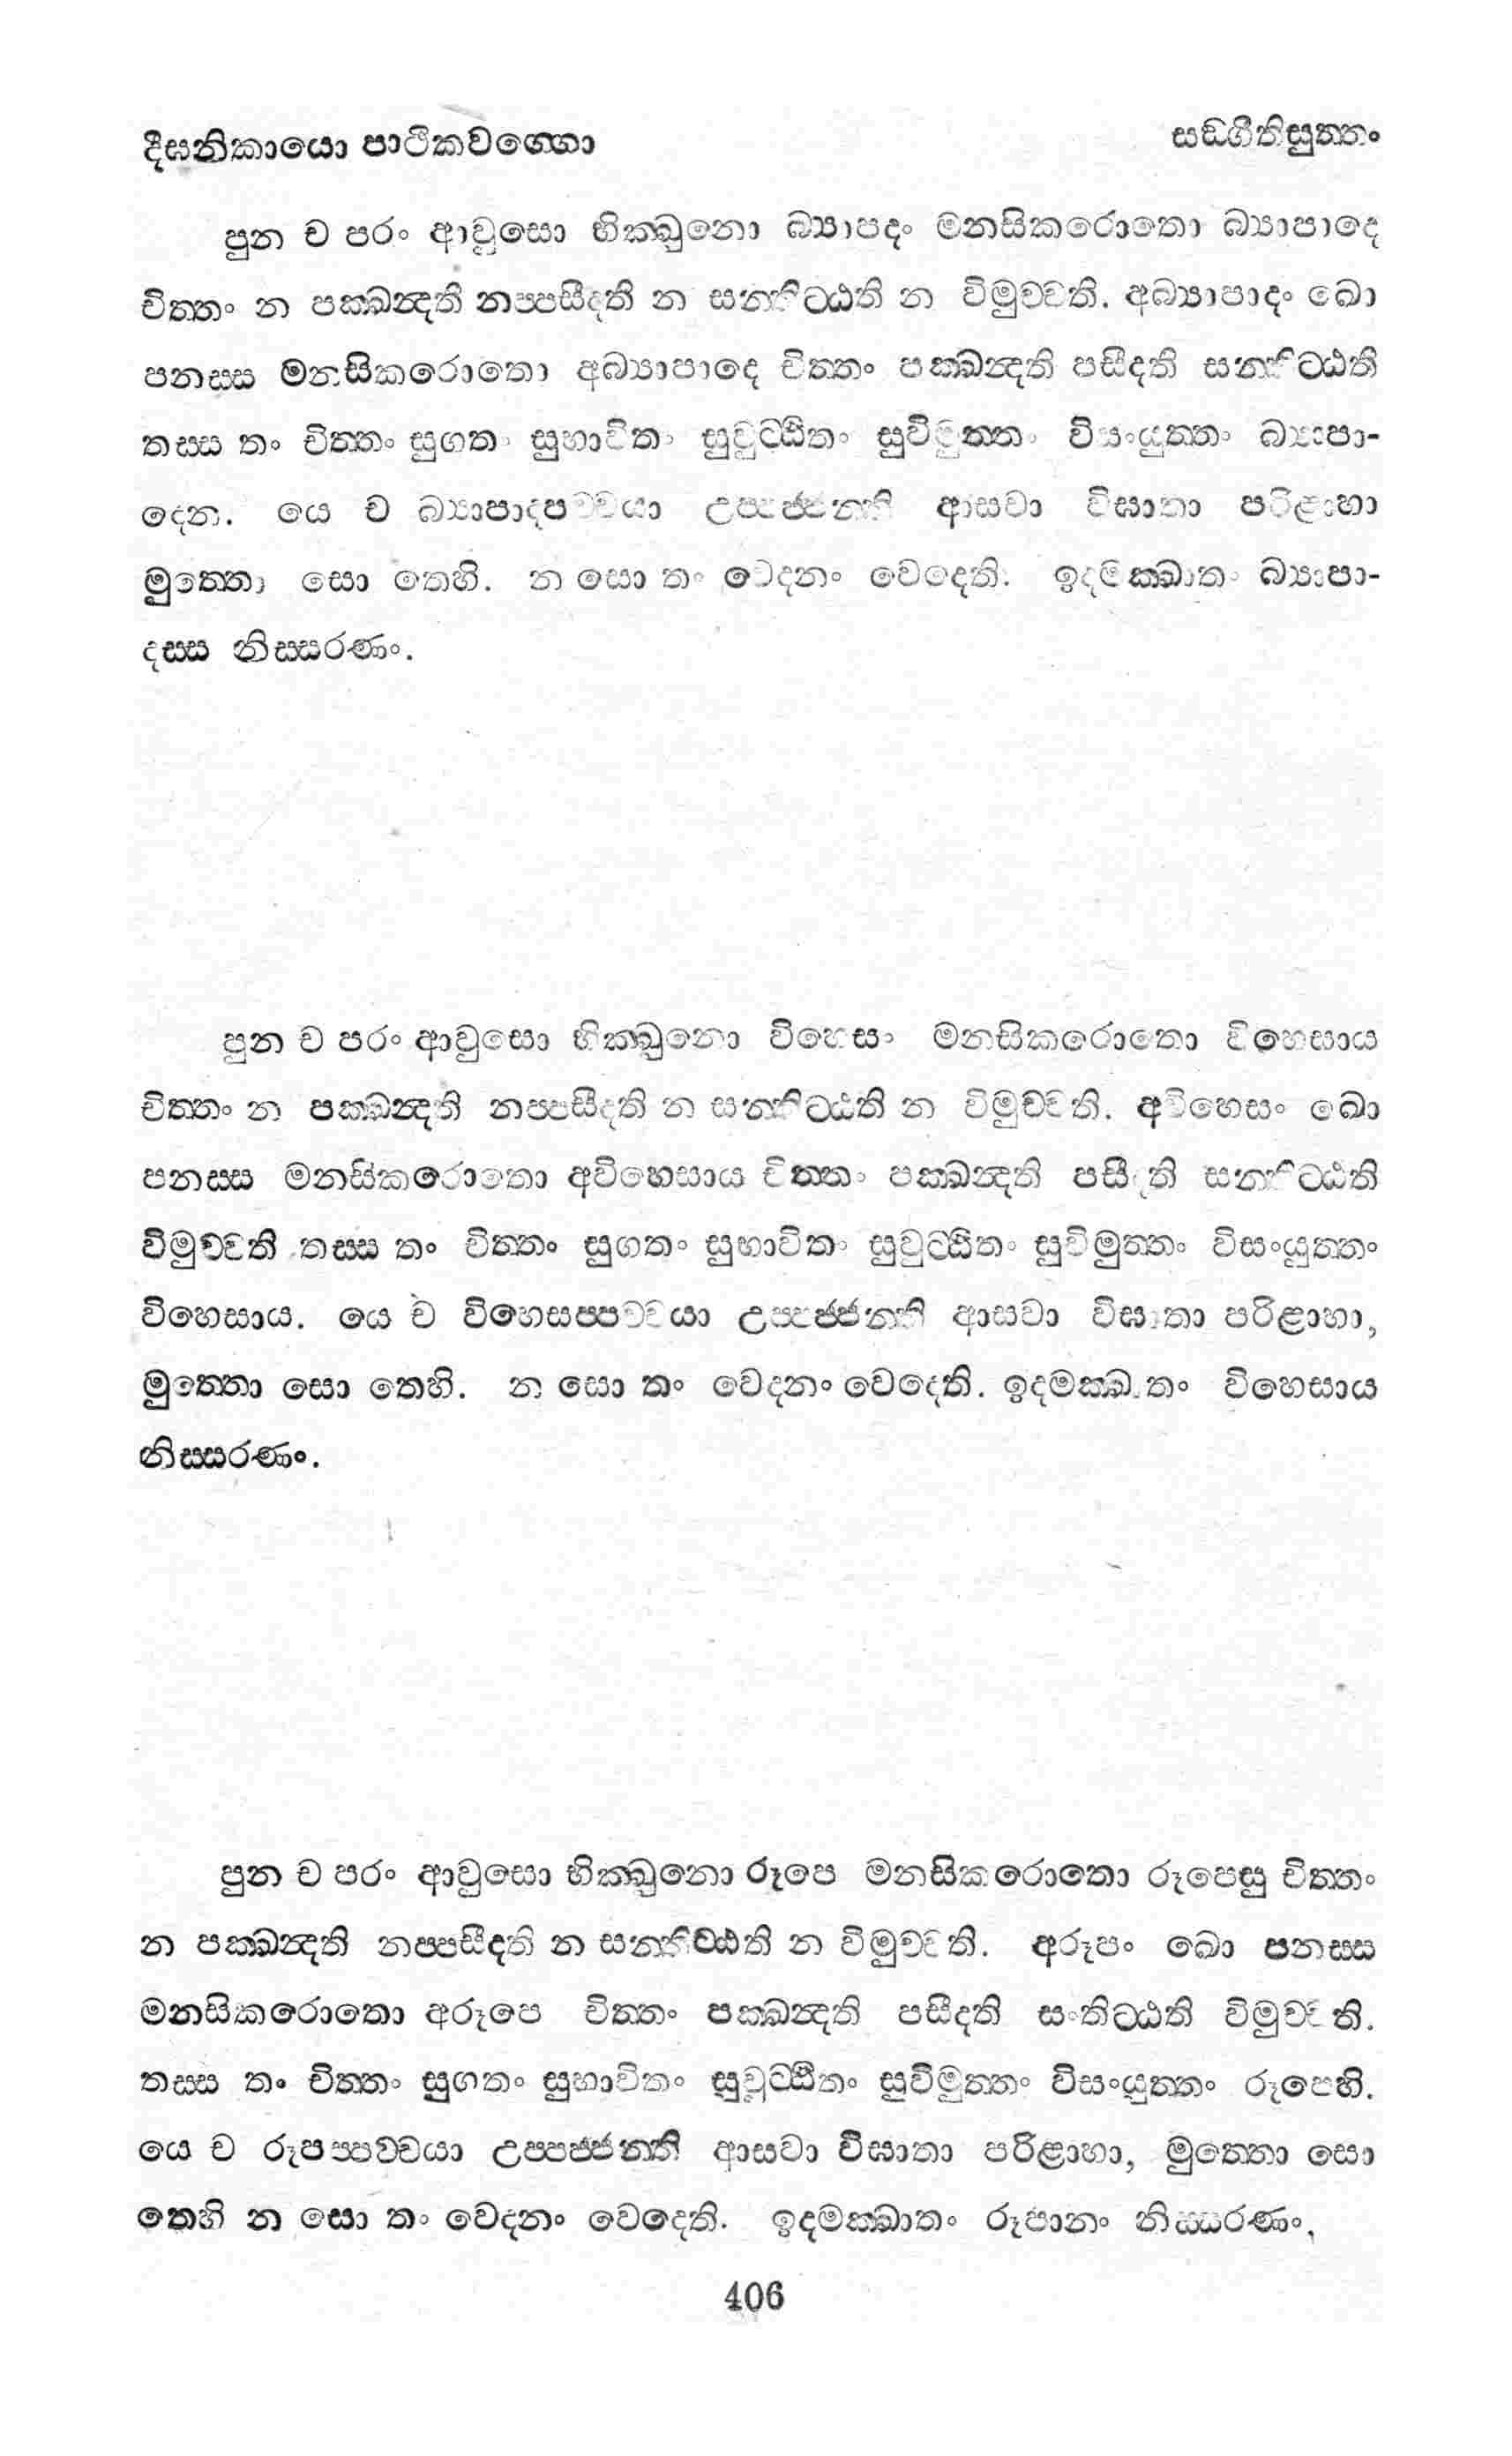 දීඝනිකායො පාථිකවග්ගො
සඞ්ගීතිසුත්තං
පුන ච පරං ආවුසො භික්ඛුනො බ්‍යාපදං මනසිකරොතො බ්‍යාපාදෙ
චිත්තං න පක්ඛන්‍දති නප්පසීදති න සන්තිට්ඨති න විමුච්චති. අබ්‍යාපාදං ඛො
පනස්ස මනසිකරොතො අබ්‍යාපාදෙ චිත්තං පක්ඛන්‍දති පසීදති සන්තිට්ඨති
තස්ස තං චිත්තං සුගතං සුභාවිතං සුවුට්ඨිතං සුවිමුත්තං විසංයුත්තං බ්‍යාපා-
දෙන. යෙ ච බ්‍යාපාදපච්චයා උප්පජ්ජන්ති ආසවා විඝාතා පරිළාහා
මුත්තො සො තෙහි. න සො තං වෙදනං වෙදෙති. ඉදමක්ඛාතං බ්‍යාපා-
දස්ස නිස්සරණං.
පුන ච පරං ආවුසො භික්ඛුනො විහෙසං මනසිකරොතො විහෙසාය
චිත්තං න පක්ඛන්‍දති නප්පසීදති න සන්තිට්ඨති න විමුච්චති. අවිහෙසං ඛො
පනස්ස මනසිකරොතො අවිහෙසාය චිත්තං පක්ඛන්‍දති පසීදති සන්තිට්ඨති
විමුච්චති තස්ස තං චිත්තං සුගතං සුභාවිතං සුවුට්ඨිතං සුවිමුත්තං විසංයුත්තං
විහෙසාය. යෙ ච විහෙසප්පච්චයා උප්පජ්ජන්ති ආසවා විඝාතා පරිළාහා,
මුත්තො සො තෙහි. න සො තං වෙදනං වෙදෙති. ඉදමක්ඛාතං විහෙසාය
නිස්සරණං.
පුන ච පරං ආවුසො භික්ඛුනො රූපෙ මනසිකරොතො රූපෙසු චිත්තං
න පක්ඛන්‍දති නප්පසීදති න සන්තිච්ඨති න විමුච්චති. අරූපං ඛො පනස්ස
මනසිකරොතො අරූපෙ චිත්තං පක්ඛන්‍දති පසීදති සංතිට්ඨති විමුච්චති.
තස්ස තං චිත්තං සුගතං සුභාවිතං සුවුට්ඨිතං සුවිමුත්තං විසංයුත්තං රූපෙහි.
යෙ ච රූපප්පච්චයා උප්පජ්ජන්ති ආසවා විඝාතා පරිළාහා, මුත්තො සො
තෙහි න සො තං වෙදනං වෙදෙති. ඉදමක්ඛාතං රූපානං නිස්සරණං,
406